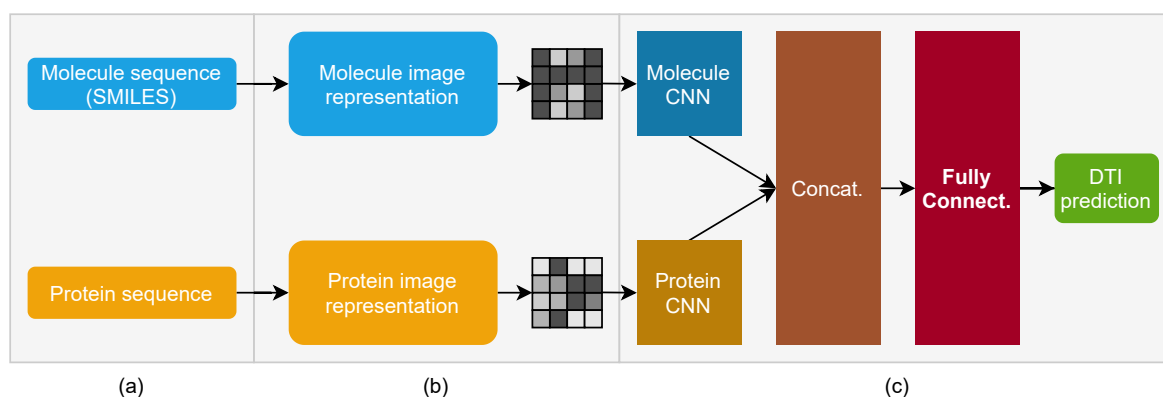 Molecule sequence
(SMILES)
Molecule image
representation
Molecule
CNN
Concat.
Fully
Connect.
DTI
prediction
Protein sequence
Protein image
representation
Protein
CNN
(a)
(b)
(c)